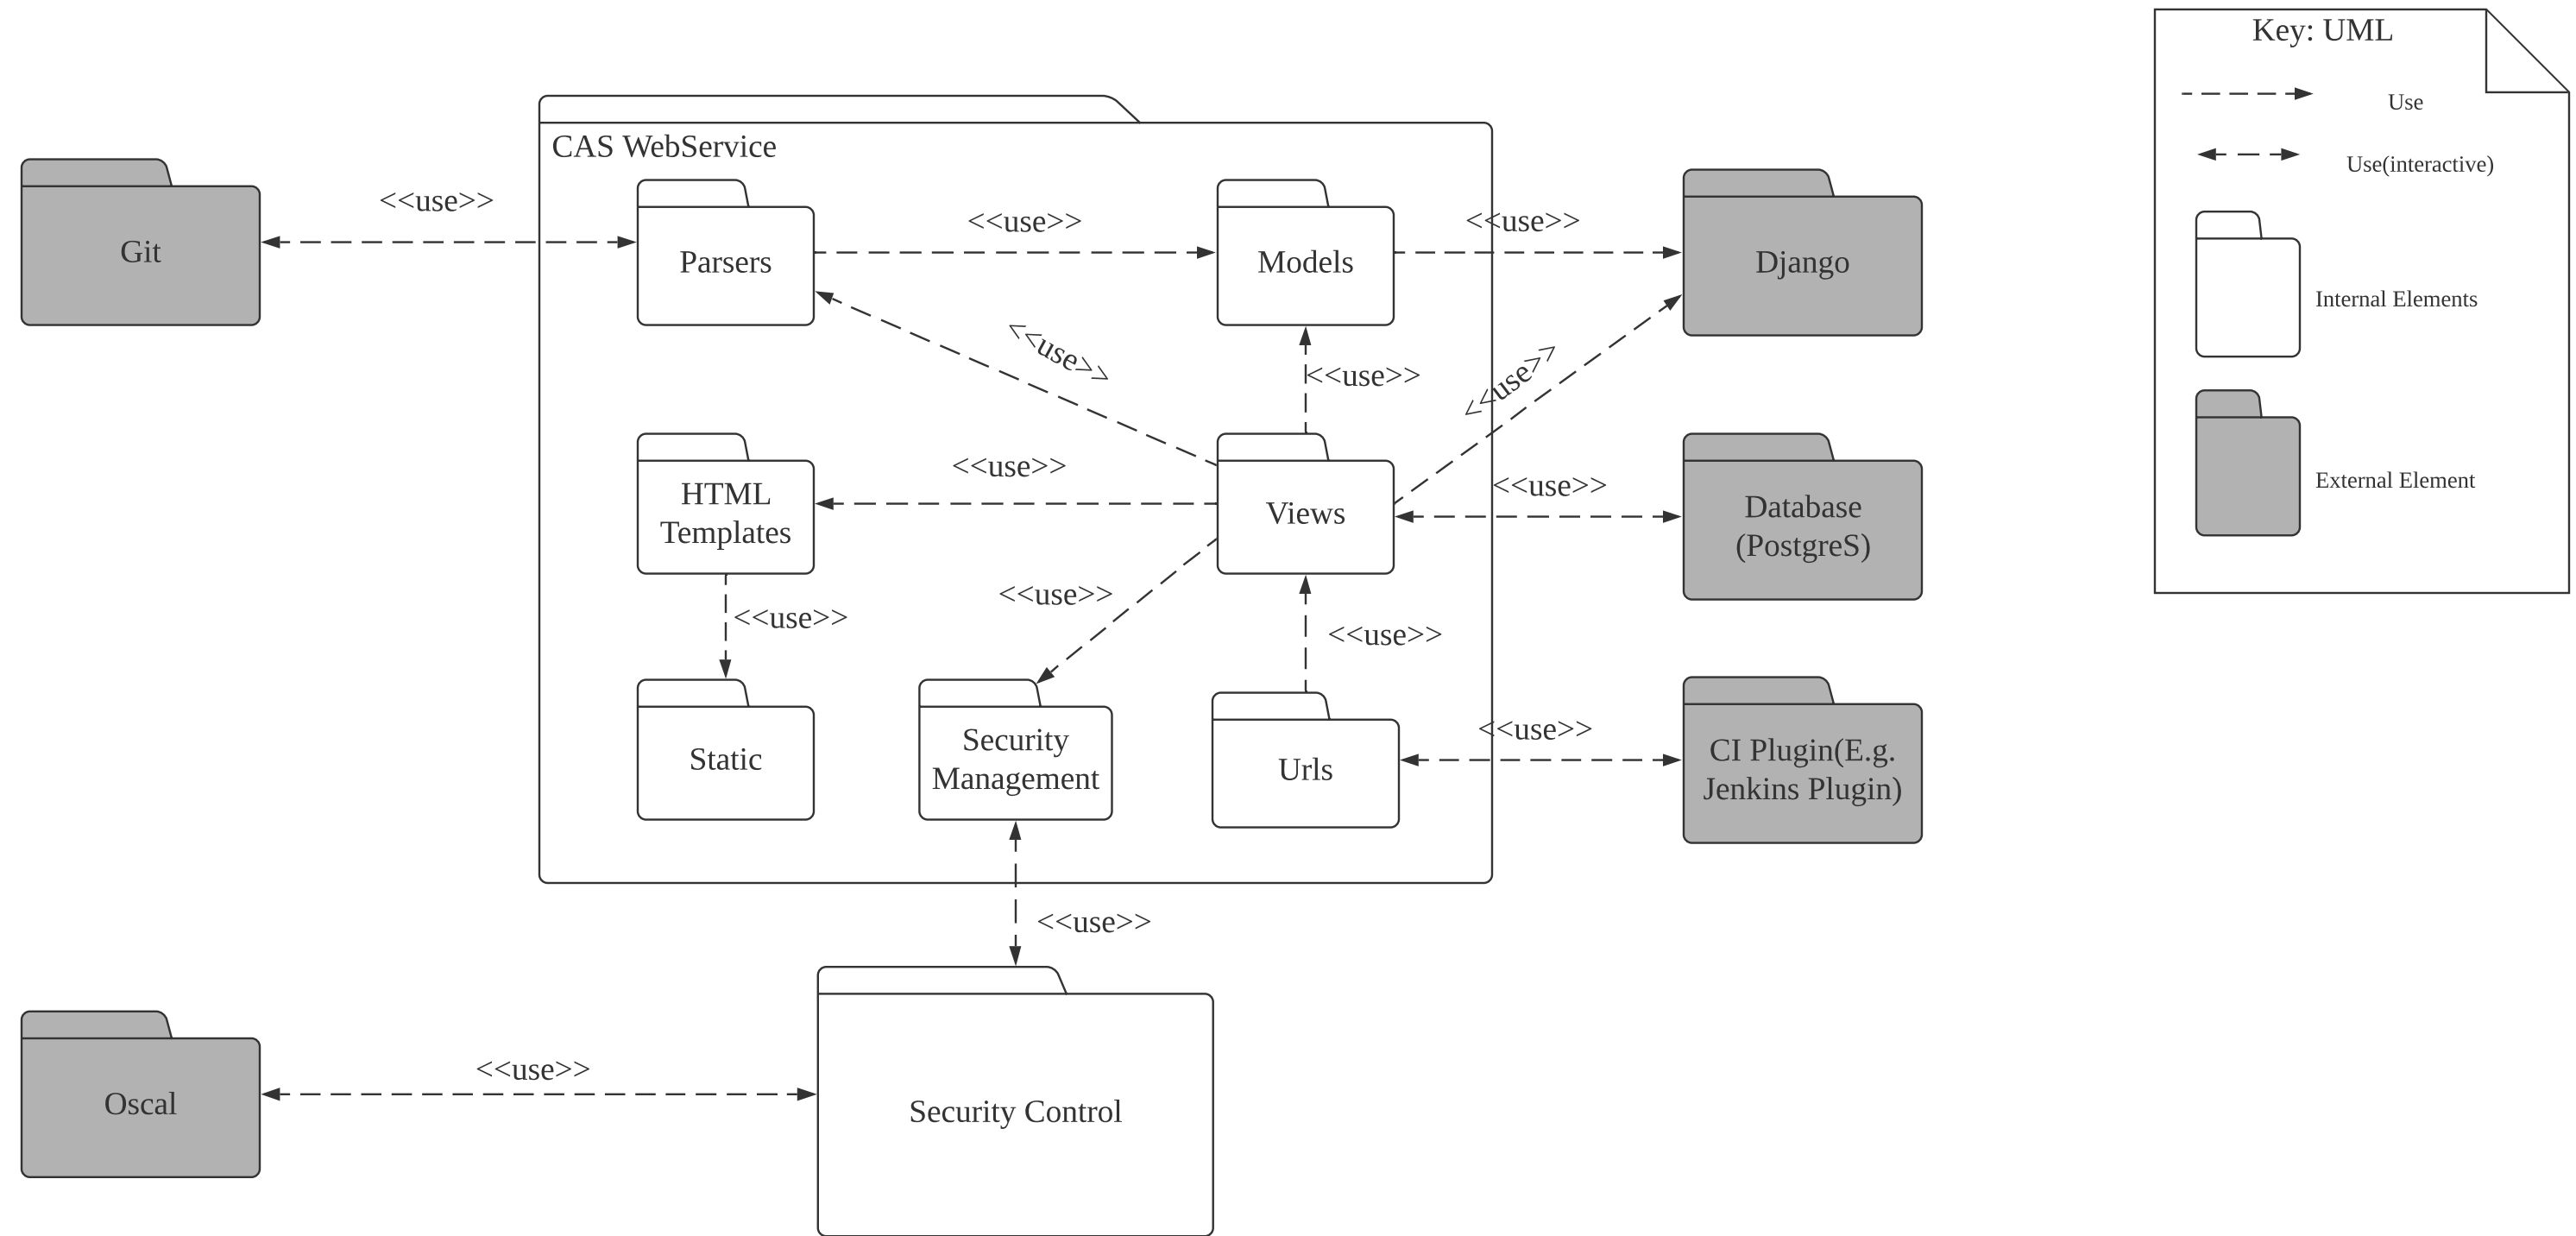 Key: UML
Use
Use(interactive)
Internal Elements
External Element
CAS WebService
Git
<<use>>
Parsers
<<use>>
Models
<<use>>
Django
<<use>>
<<use>>
<<use>>
HTML
Templates
<<use>>
Views
<<use>>
Database
(PostgreS)
<<use>>
<<use>>
<<use>>
Static
Security
Management
Urls
<<use>>
CI Plugin(E.g.
Jenkins Plugin)
<<use>>
Oscal
<<use>>
Security Control